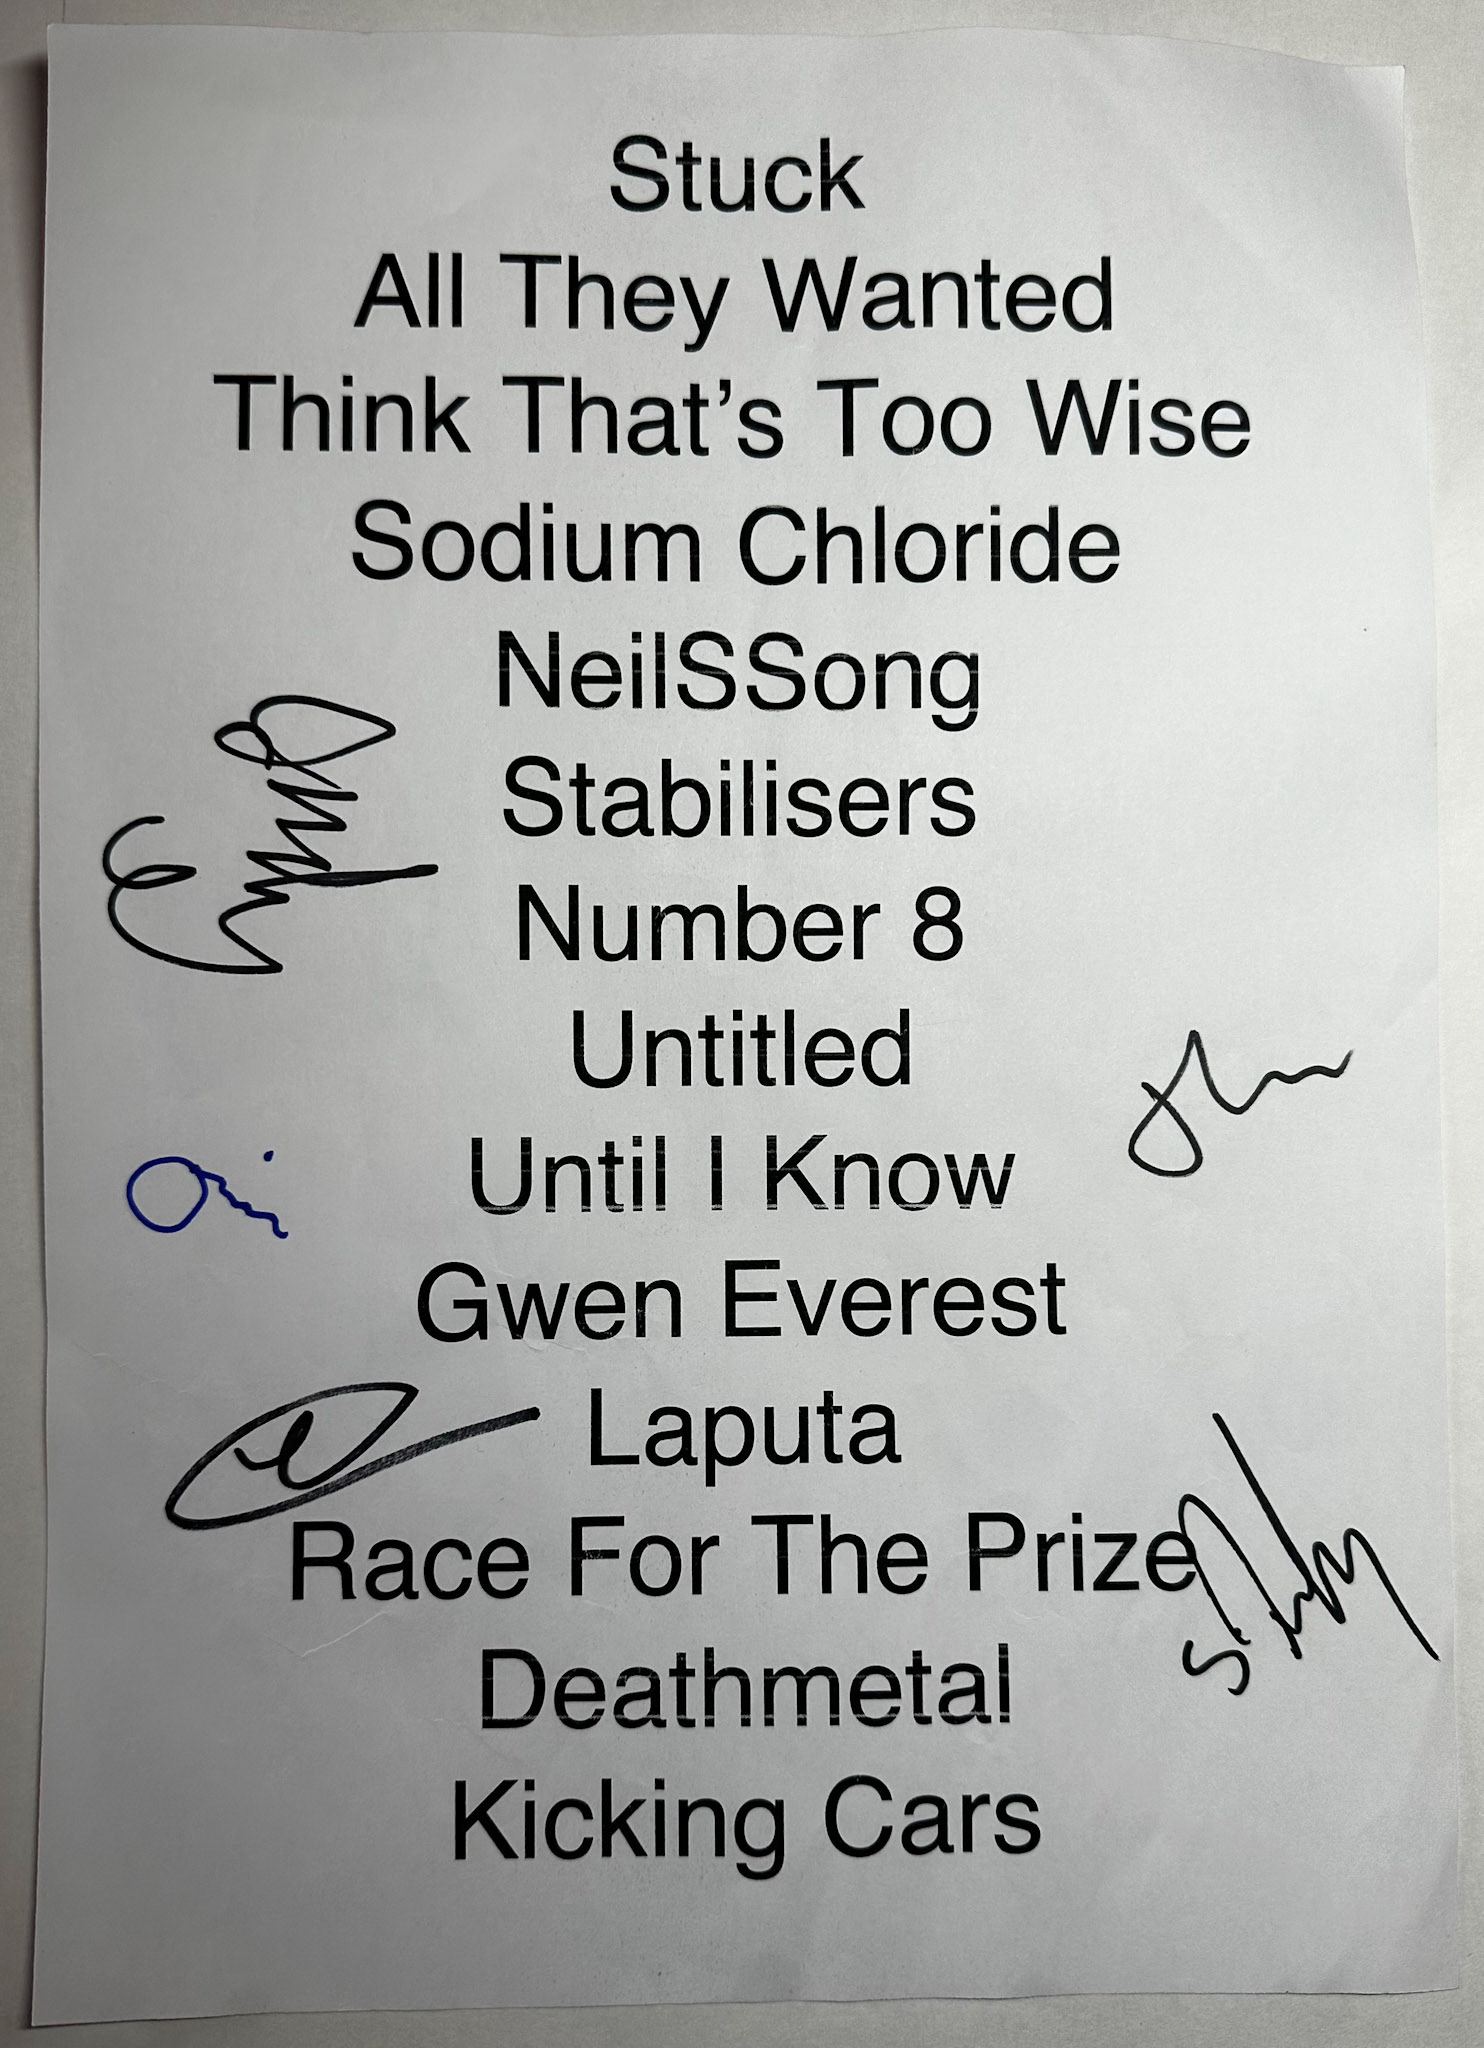 Stuck
All They Wanted
Think That's Too Wise
Sodium Chloride
NeilSSong
Stabilisers
Number 8
Untitled
Until I Know
Gwen Everest
Laputa
Race For The Prize
Deathmetal
Kicking Cars